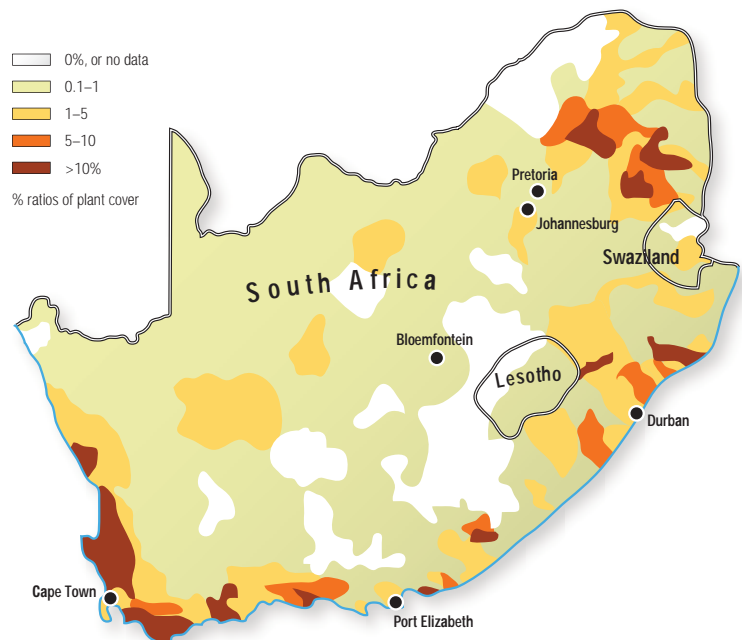 0%, or no data
0.1–1
1–5
5–10
>10%
% ratios of plant cover
Pretoria
Johannesburg
Swaziland
South Africa
Bloemfontein
Lesotho
Durban
Cape Town
Port Elizabeth